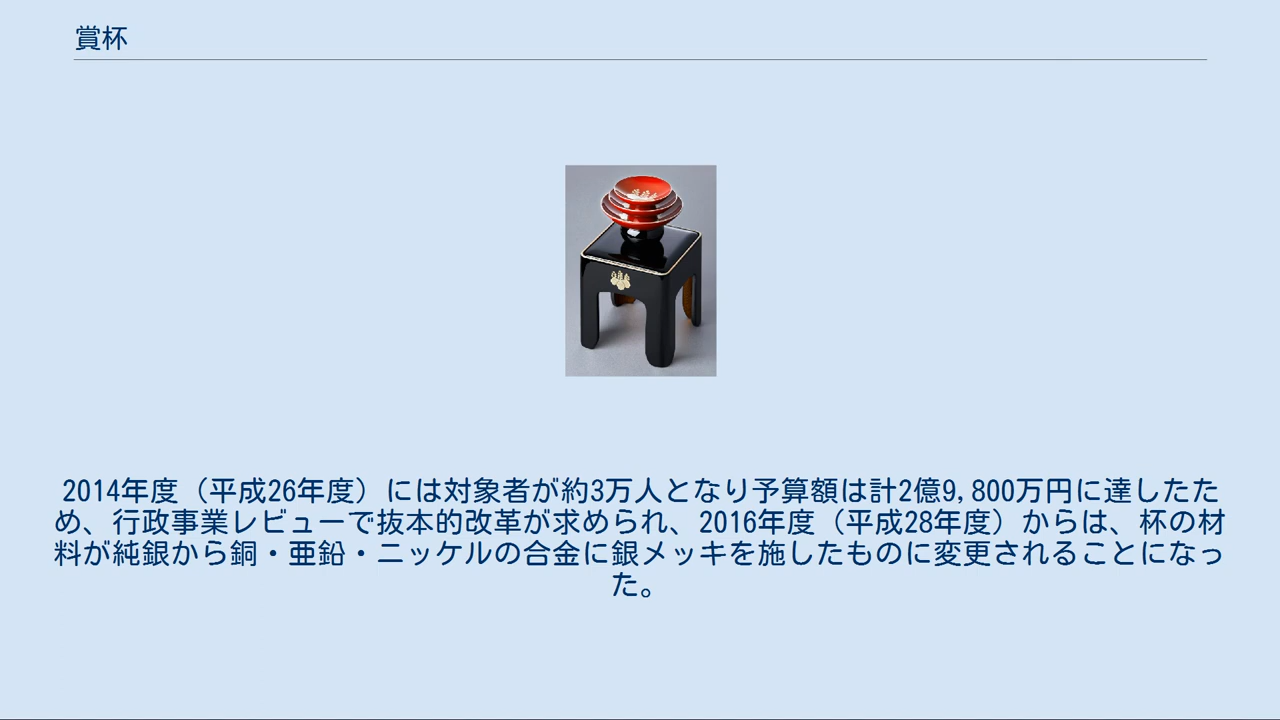 賞杯
2014年度（平成26年度）には対象者が約3万人となり予算額は計2億9,800万円に達したた
め、行政事業レビューで抜本的改革が求められ、2016年度（平成28年度）からは、杯の材
料が純銀から銅・亜鉛・ニッケルの合金に銀メッキを施したものに変更されることになっ
た。